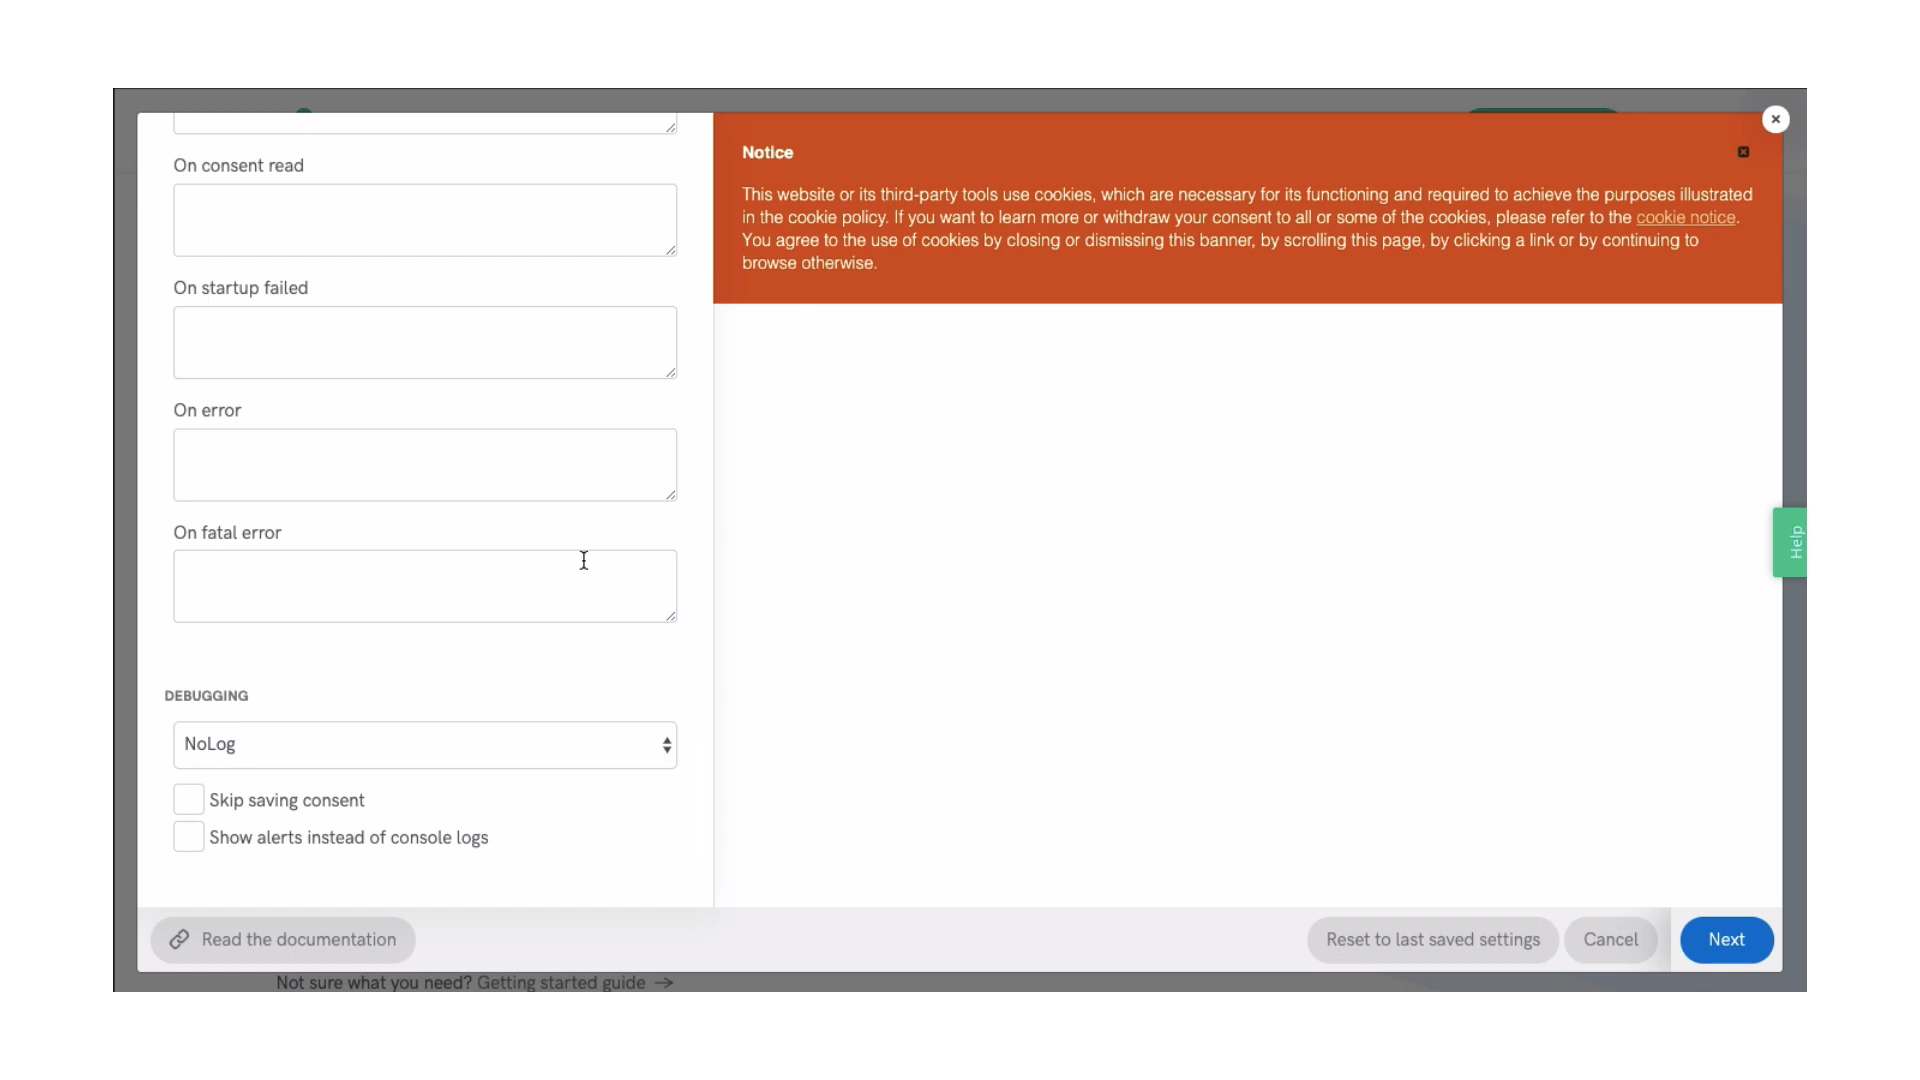 On consent read
On startup failed
On error
On fatal error
DEBUGGING
NoLog
Skip saving consent
Show alerts instead of console logs
Notice
This website or its third-party tools use cookies, which are necessary for its functioning and required to achieve the purposes illustrated
in the cookie policy. If you want to learn more or withdraw your consent to all or some of the cookies, please refer to the cookie notice.
You agree to the use of cookies by closing or dismissing this banner, by scrolling this page, by clicking a link or by continuing to
browse otherwise.
Help
Read the documentation
Reset to last saved settings
Cancel
Next
Not sure what you need? Getting started guide →